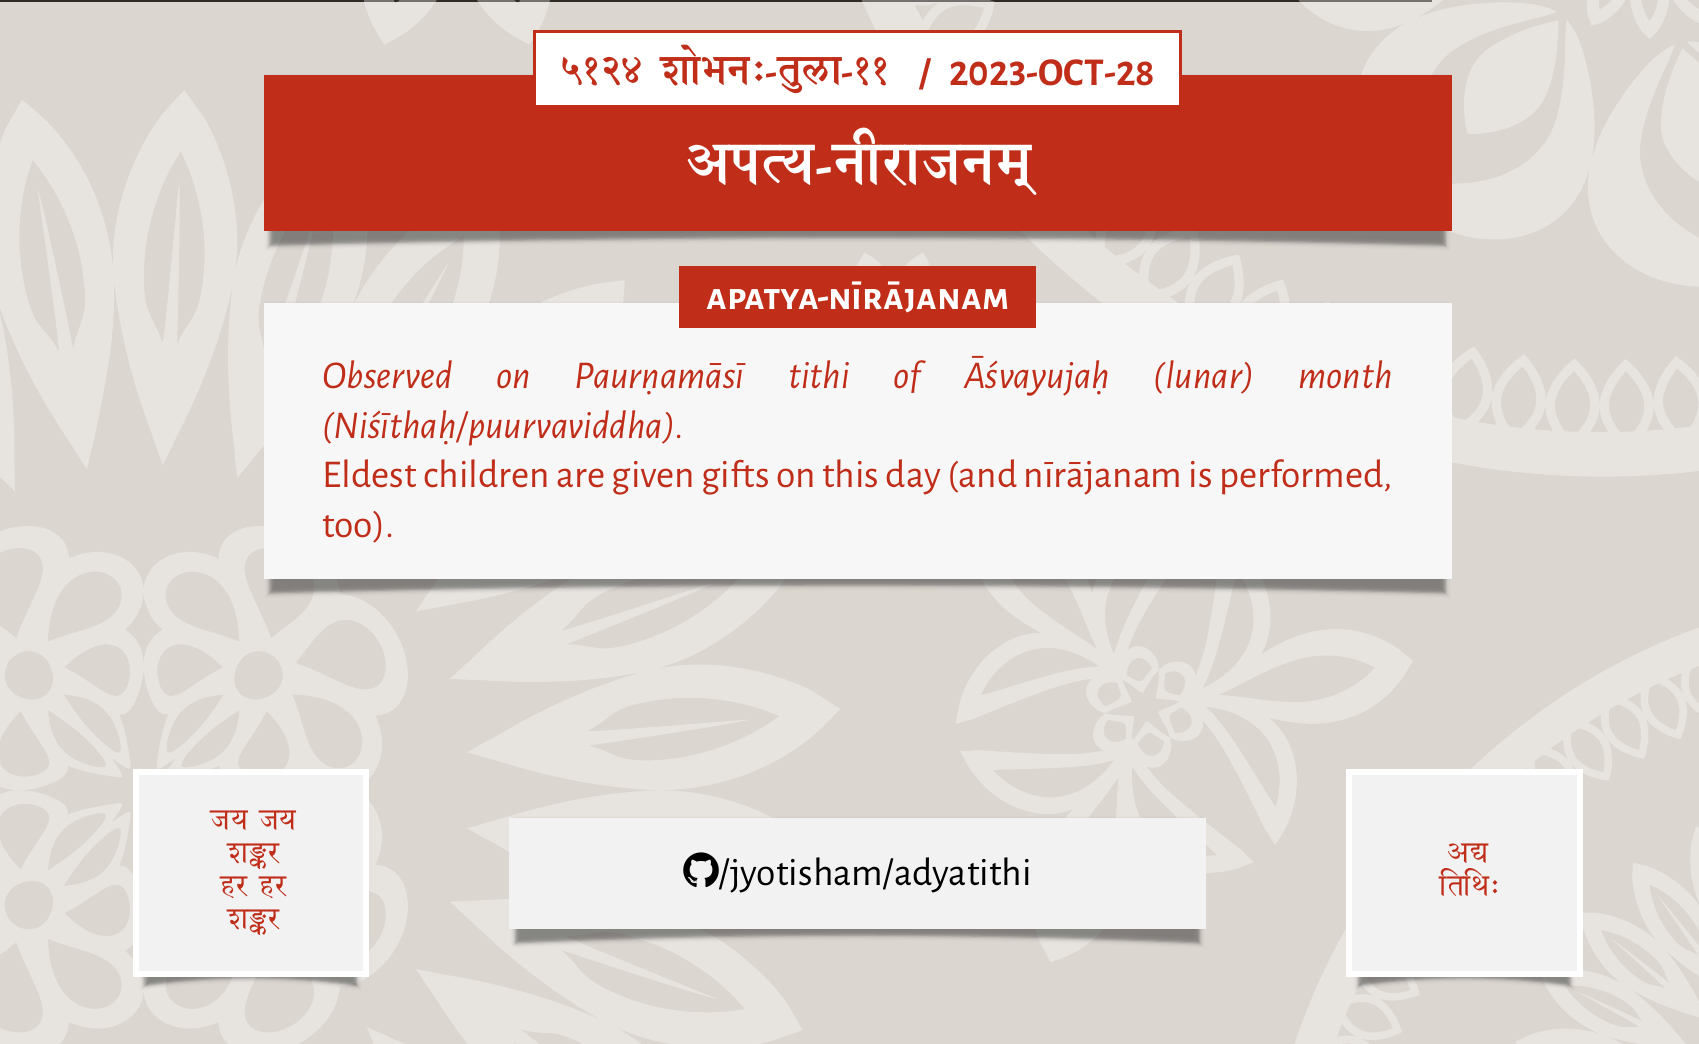 ५१२४ शोभनः-तुला-११ / 2023-OCT-28
अपत्य-नीराजनम्
APATYA-NĪRĀJANAM
Observed on Paurṇamāsī tithi of Āśvayujaḥ (lunar) month
(Niśīthaḥ/puurvaviddha).
Eldest children are given gifts on this day (and nīrājanam is performed,
too).
जय जय
शङ्कर
हर हर
शङ्कर
/jyotisham/adyatithi
अद्य
तिथिः